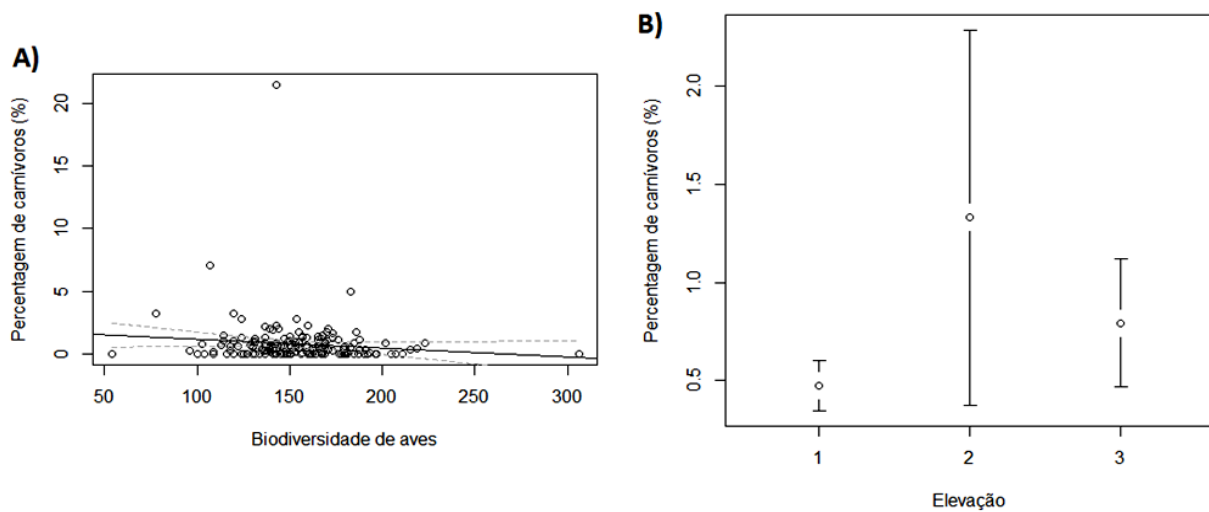 A)
Percentagem de carnívoros (%)
20
15
10
5
0
50 100 150 200 250 300
Biodiversidade de aves
B)
Percentagem de carnívoros (%)
2.0
1.5
1.0
0.5
1 2 3
Elevação